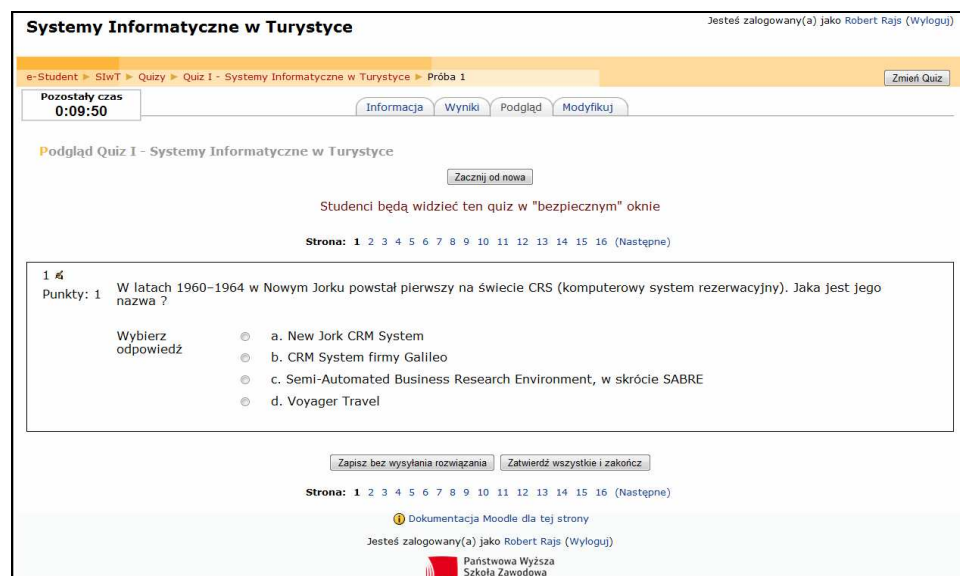 Systemy Informatyczne w Turystyce
Jesteś zalogowany(a) jako Robert Rajs (Wyloguj)
e-Student ► SIwT ► Quizy ► Quiz I - Systemy Informatyczne w Turystyce ► Próba 1
Zmień Quiz
Pozostały czas
0:09:50
Informacja Wyniki Podgląd Modyfikuj
Podgląd Quiz I - Systemy Informatyczne w Turystyce
Zacznij od nowa
Studenci będą widzieć ten quiz w "bezpiecznym" oknie
Strona: 1 2 3 4 5 6 7 8 9 10 11 12 13 14 15 16 (Następne)
1
Punkty: 1
W latach 1960–1964 w Nowym Jorku powstał pierwszy na świecie CRS (komputerowy system rezerwacyjny). Jaka jest jego
nazwa ?
Wybierz
odpowiedź
a. New Jork CRM System
b. CRM System firmy Galileo
c. Semi-Automated Business Research Environment, w skrócie SABRE
d. Voyager Travel
Zapisz bez wysyłania rozwiązania Zatwierdź wszystkie i zakończ
Strona: 1 2 3 4 5 6 7 8 9 10 11 12 13 14 15 16 (Następne)
Dokumentacja Moodle dla tej strony
Jesteś zalogowany(a) jako Robert Rajs (Wyloguj)
Państwowa Wyższa
Szkoła Zawodowa